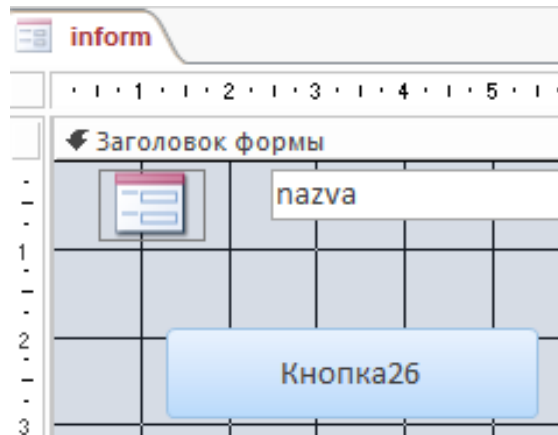 inform
1 2 3 4 5
Заголовок формы
nazva
1
2
Кнопка26
3